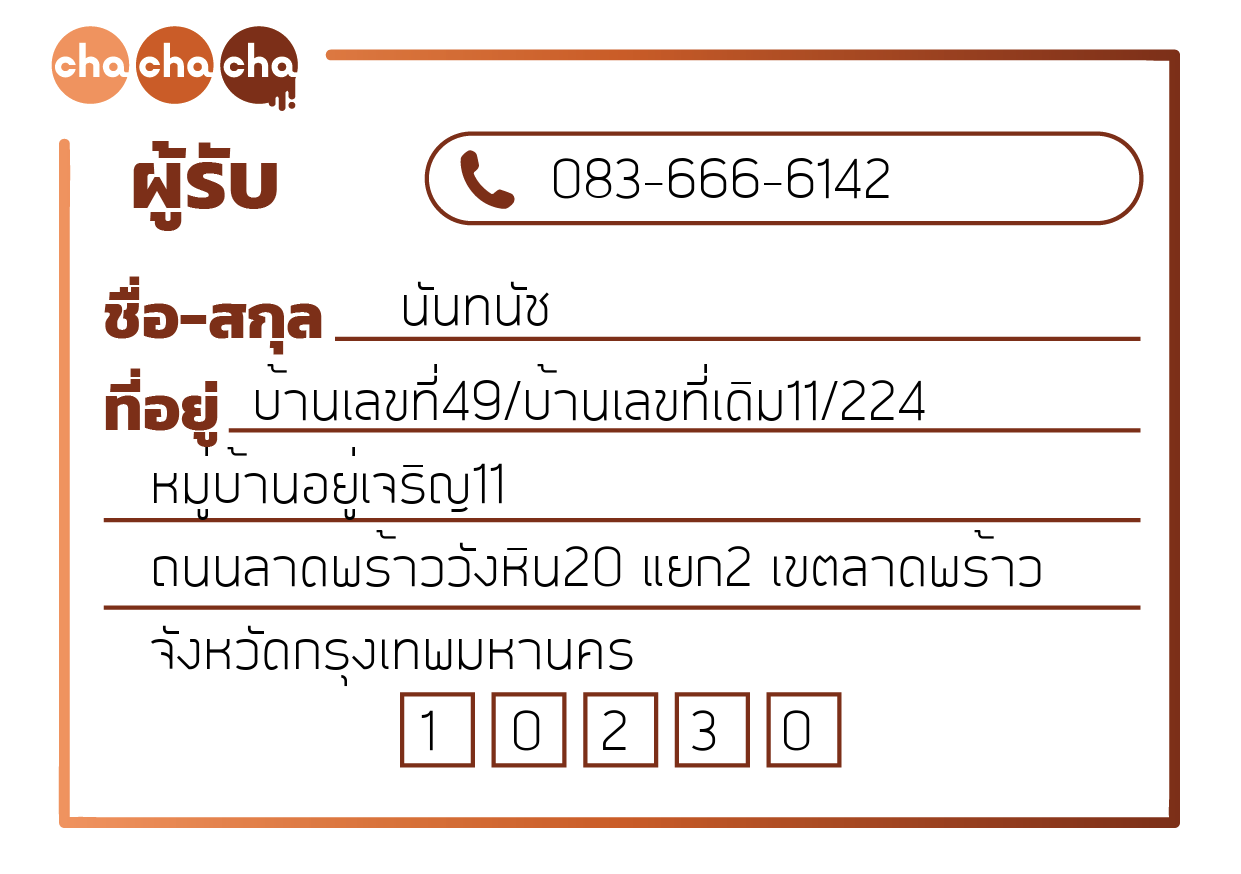 cha cha cha
ผู้รับ 083-666-6142
ชื่อ-สกุล นันทนัช
ที่อยู่ บ้านเลขที่49/บ้านเลขที่เดิม11/224
หมู่บ้านอยู่เจริญ11
ถนนลาดพร้าววังหิน20 แยก2 เขตลาดพร้าว
จังหวัดกรุงเทพมหานคร
1 0 2 3 0